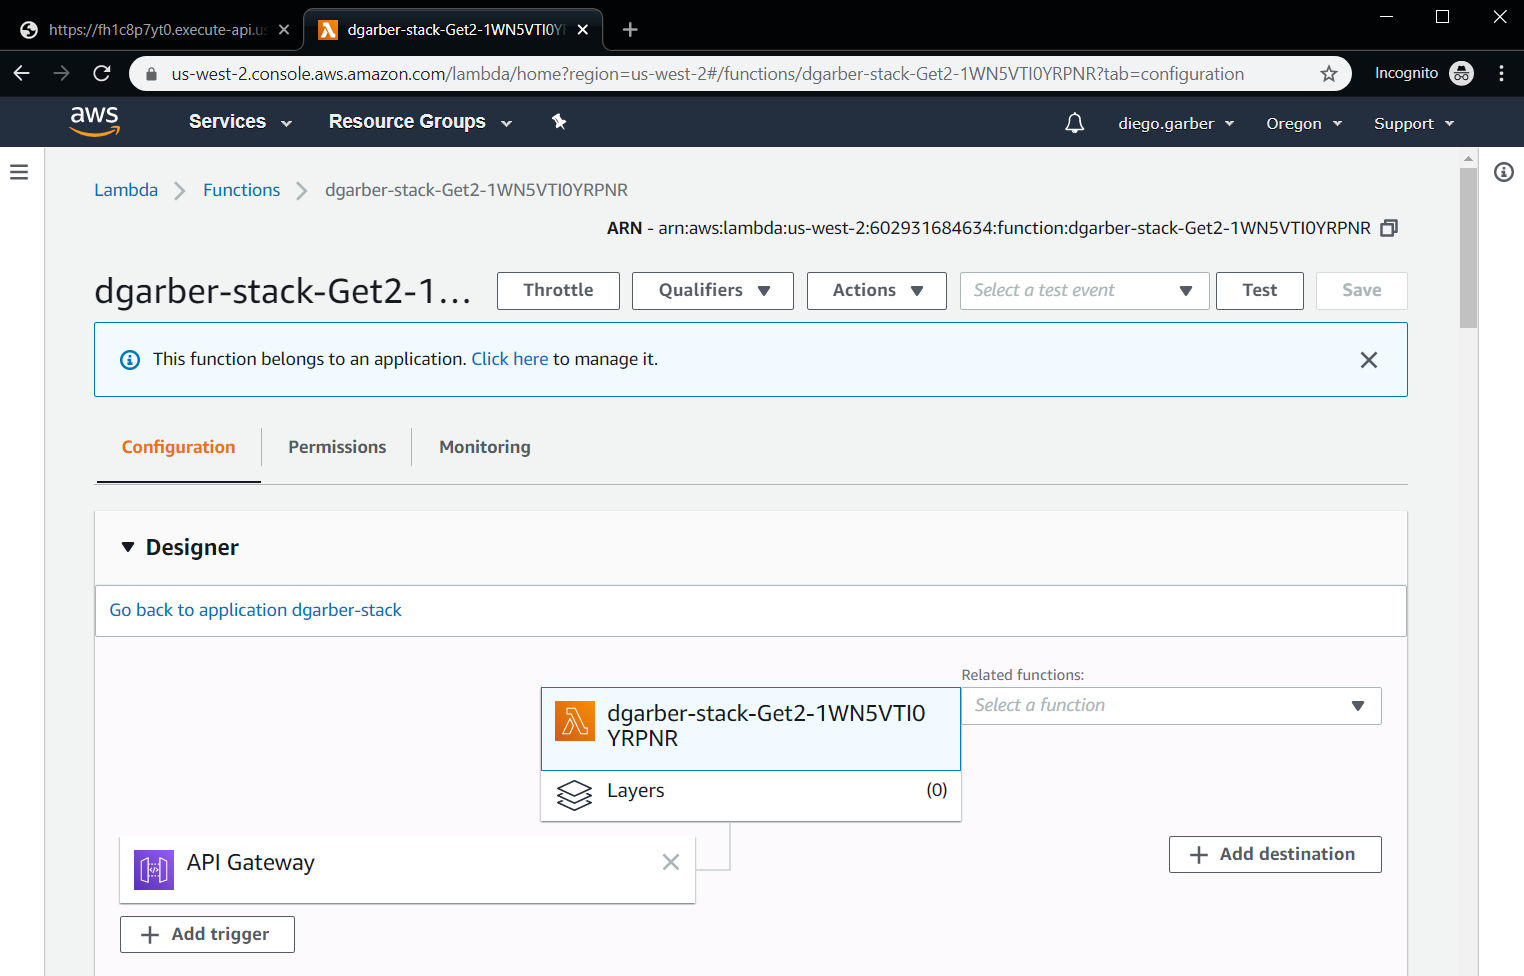 https://fh1c8p7yt0.execute-api.us
dgarber-stack-Get2-1WN5VTI0YF
us-west-2.console.aws.amazon.com/lambda/home?region=us-west-2#/functions/dgarber-stack-Get2-1WN5VTI0YRPNR?tab=configuration
Incognito
aws
Services
Resource Groups
diego.garber
Oregon
Support
Lambda
Functions
dgarber-stack-Get2-1WN5VTI0YRPNR
ARN - arn:aws:lambda:us-west-2:602931684634:function:dgarber-stack-Get2-1WN5VTI0YRPNR
dgarber-stack-Get2-1...
Throttle
Qualifiers
Actions
Select a test event
Test
Save
This function belongs to an application. Click here to manage it.
Configuration
Permissions
Monitoring
Designer
Go back to application dgarber-stack
Related functions:
dgarber-stack-Get2-1WN5VTI0
YRPNR
Select a function
Layers
(0)
API Gateway
Add destination
Add trigger